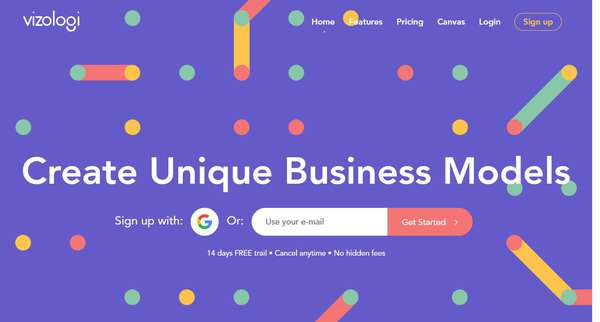 vizologi
Home Features Pricing Canvas Login Sign up
Create Unique Business Models
Sign up with: G Or: Use your e-mail Get Started >
14 days FREE trail • Cancel anytime • No hidden fees